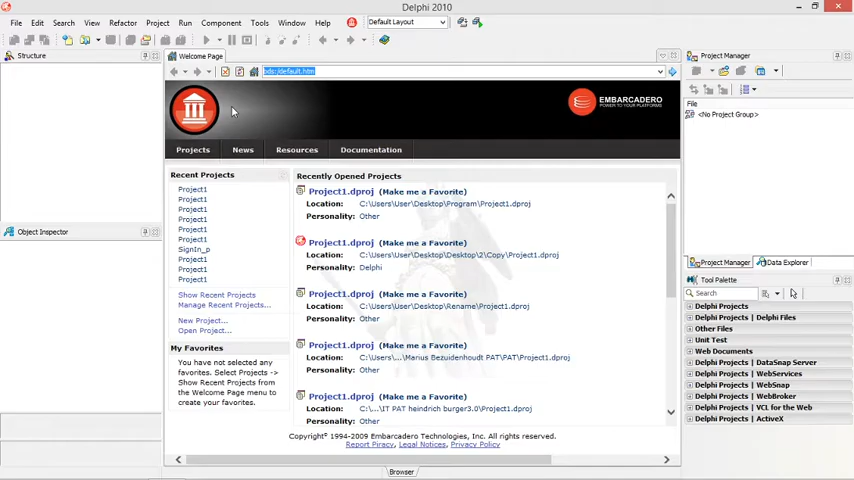 Delphi 2010
File Edit Search View Refactor Project Run Component Tools Window Help Default Layout
Structure
Welcome Page
bds:/default.htm
EMBARCADERO
Projects News Resources Documentation
Recent Projects
Project1
Project1
Project1
Project1
Project1
Project1
SignIn_p
Project1
Project1
Project1
Show Recent Projects
Manage Recent Projects...
New Project...
Open Project...
My Favorites
You have not selected any
favorites. Select Projects ->
Show Recent Projects from
the Welcome Page menu to
create your favorites.
Recently Opened Projects
Project1.dproj (Make me a Favorite)
Location: C:\Users\User\Desktop\Program\Project1.dproj
Personality: Other
Project1.dproj (Make me a Favorite)
Location: C:\Users\User\Desktop\Desktop\2\Copy\Project1.dproj
Personality: Delphi
Project1.dproj (Make me a Favorite)
Location: C:\Users\User\Desktop\Rename\Project1.dproj
Personality: Other
Project1.dproj (Make me a Favorite)
Location: C:\Users\...\Marius Bezuidenhoudt PAT\PAT\Project1.dproj
Personality: Other
Project1.dproj (Make me a Favorite)
Location: C:\...\IT PAT heindrich burger3.0\Project1.dproj
Personality: Other
Copyright© 1994-2009 Embarcadero Technologies, Inc. All rights reserved.
Report Piracy, Legal Notices, Privacy Policy
Browser
Object Inspector
Project Manager
File
<No Project Group>
Project Manager Data Explorer
Tool Palette
Search
Delphi Projects
Delphi Projects | Delphi Files
Other Files
Unit Test
Web Documents
Delphi Projects | DataSnap Server
Delphi Projects | WebServices
Delphi Projects | WebSnap
Delphi Projects | WebBroker
Delphi Projects | VCL for the Web
Delphi Projects | ActiveX